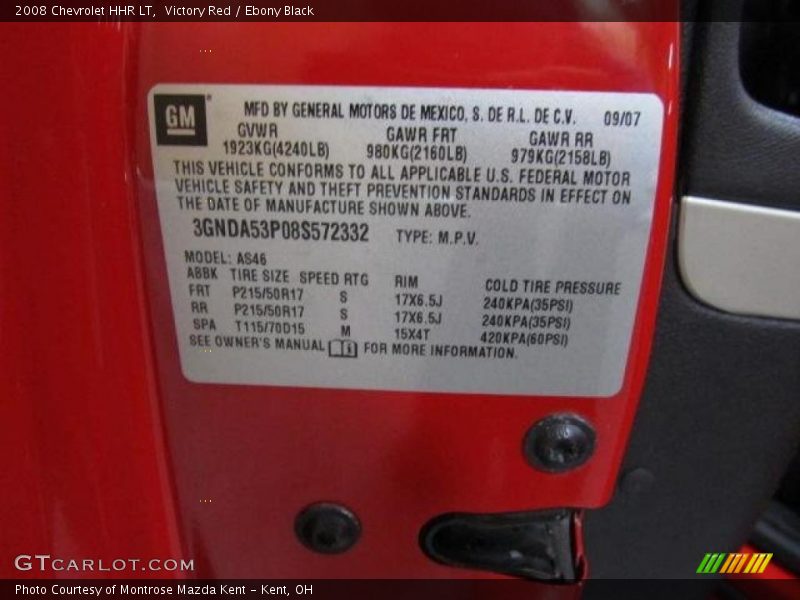 2008 Chevrolet HHR LT,  Victory Red / Ebony Black
GM
MFD BY GENERAL MOTORS DE MEXICO, S. DE R.L. DE C.V. 09/07
GVWR GAWR FRT GAWR RR
1923KG(4240LB) 980KG(2160LB) 979KG(2158LB)
THIS VEHICLE CONFORMS TO ALL APPLICABLE U.S. FEDERAL MOTOR
VEHICLE SAFETY AND THEFT PREVENTION STANDARDS IN EFFECT ON
THE DATE OF MANUFACTURE SHOWN ABOVE.
3GNDA53P08S572332 TYPE: M.P.V.
MODEL: AS46
ABBK TIRE SIZE SPEED RTG RIM COLD TIRE PRESSURE
FRT P215/50R17 S 17X6.5J 240KPA(35PSI)
RR P215/50R17 S 17X6.5J 240KPA(35PSI)
SPA T115/70D15 M 15X4T 420KPA(60PSI)
SEE OWNER'S MANUAL FOR MORE INFORMATION.
GTCARLOT.COM
Photo Courtesy of Montrose Mazda Kent - Kent, OH